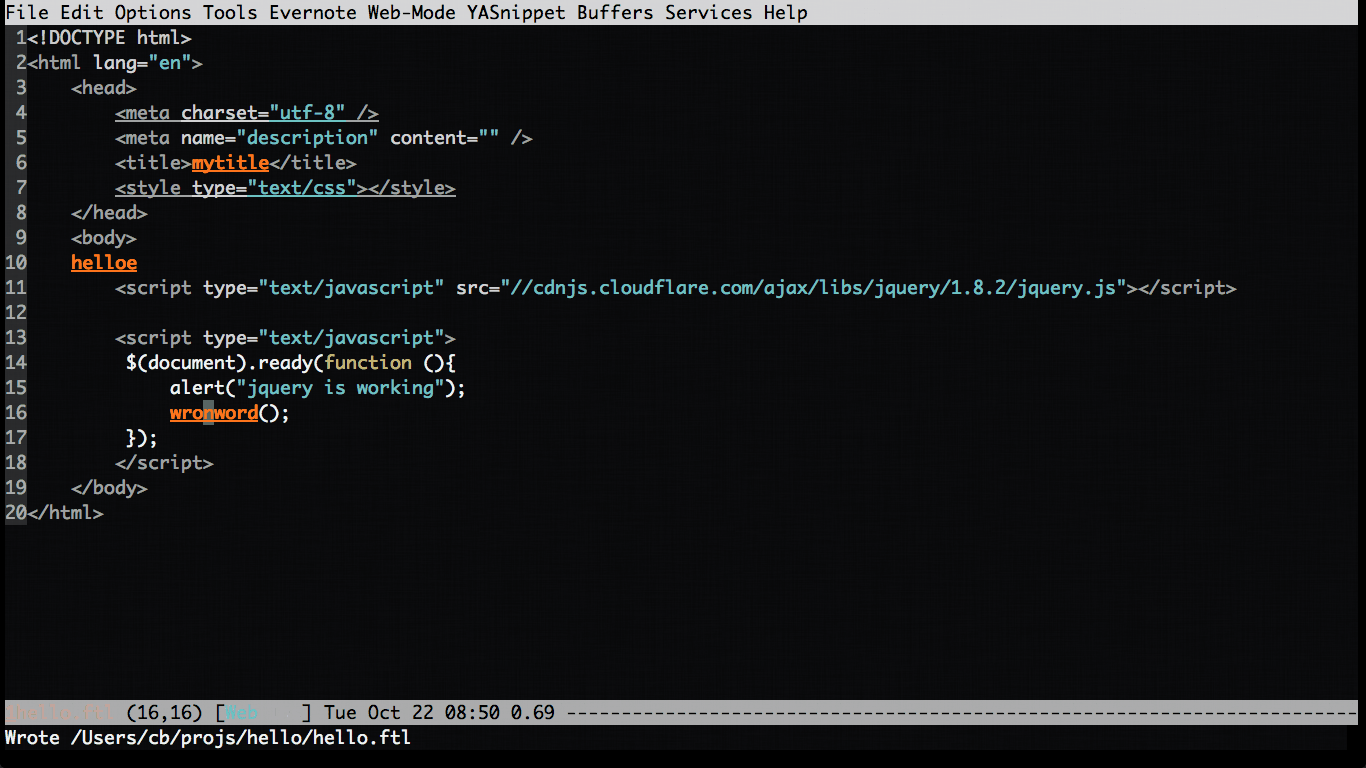 File Edit Options Tools Evernote Web-Mode YASnippet Buffers Services Help
1<!DOCTYPE html>
2<html lang="en">
3    <head>
4        <meta charset="utf-8" />
5        <meta name="description" content="" />
6        <title>mytitle</title>
7        <style type="text/css"></style>
8    </head>
9    <body>
10    helloe
11        <script type="text/javascript" src="//cdnjs.cloudflare.com/ajax/libs/jquery/1.8.2/jquery.js"></script>
12
13        <script type="text/javascript">
14         $(document).ready(function (){
15             alert("jquery is working");
16             wronword();
17         });
18        </script>
19    </body>
20</html>
hello.ftl (16,16) [Web ] Tue Oct 22 08:50 0.69 ------------------------------------------------------------------------
Wrote /Users/cb/projs/hello/hello.ftl